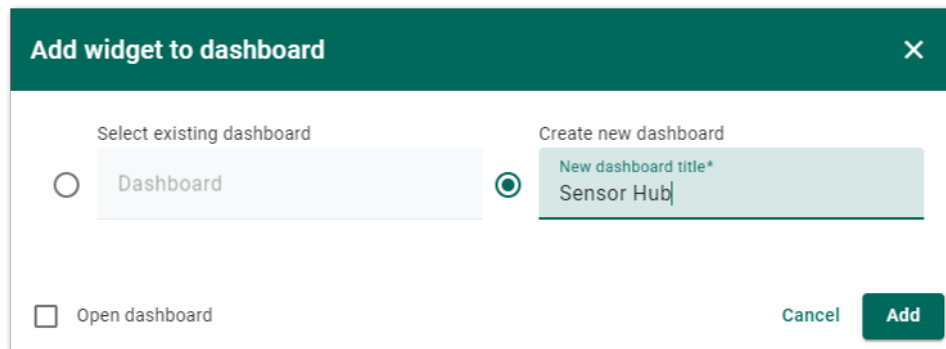 Add widget to dashboard
Select existing dashboard
Dashboard
Create new dashboard
New dashboard title*
Sensor Hub
Open dashboard
Cancel
Add